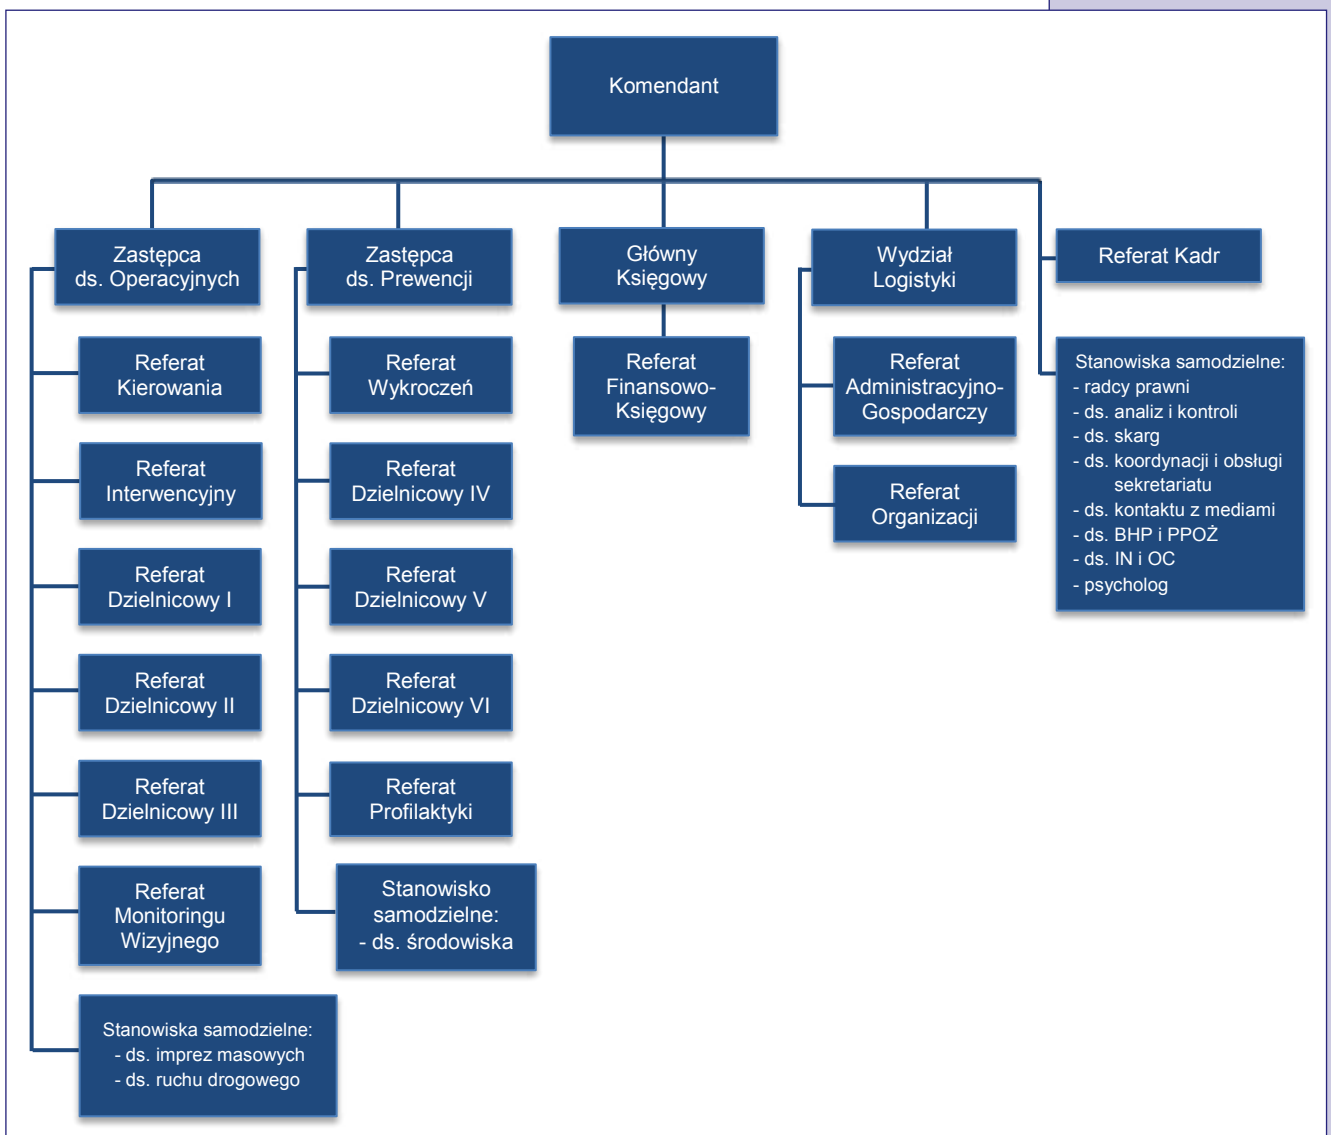 Komendant
Zastępca
ds. Operacyjnych
Referat
Kierowania
Referat
Interwencyjny
Referat
Dzielnicowy I
Referat
Dzielnicowy II
Referat
Dzielnicowy III
Referat
Monitoringu
Wizyjnego
Stanowiska samodzielne:
- ds. imprez masowych
- ds. ruchu drogowego
Zastępca
ds. Prewencji
Referat
Wykroczeń
Referat
Dzielnicowy IV
Referat
Dzielnicowy V
Referat
Dzielnicowy VI
Referat
Profilaktyki
Stanowisko
samodzielne:
- ds. środowiska
Główny
Księgowy
Referat
Finansowo-
Księgowy
Wydział
Logistyki
Referat
Administracyjno-
Gospodarczy
Referat
Organizacji
Referat Kadr
Stanowiska samodzielne:
- radcy prawni
- ds. analiz i kontroli
- ds. skarg
- ds. koordynacji i obsługi
sekretariatu
- ds. kontaktu z mediami
- ds. BHP i PPOŻ
- ds. IN i OC
- psycholog